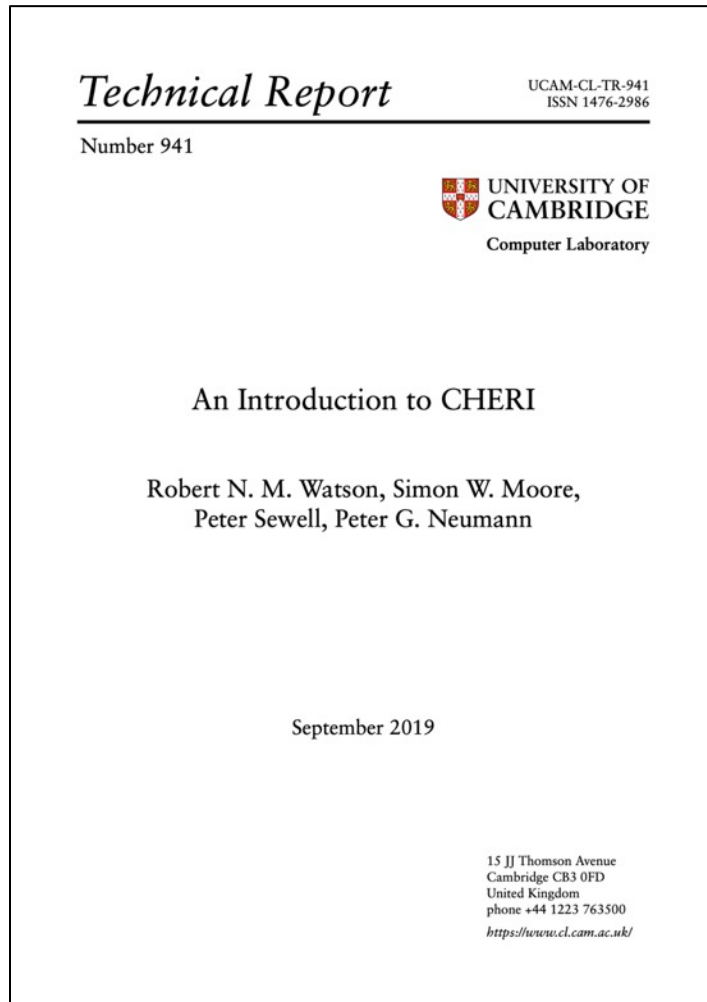 Technical Report
UCAM-CL-TR-941
ISSN 1476-2986
Number 941
UNIVERSITY OF
CAMBRIDGE
Computer Laboratory
An Introduction to CHERI
Robert N. M. Watson, Simon W. Moore,
Peter Sewell, Peter G. Neumann
September 2019
15 JJ Thomson Avenue
Cambridge CB3 0FD
United Kingdom
phone +44 1223 763500
https://www.cl.cam.ac.uk/